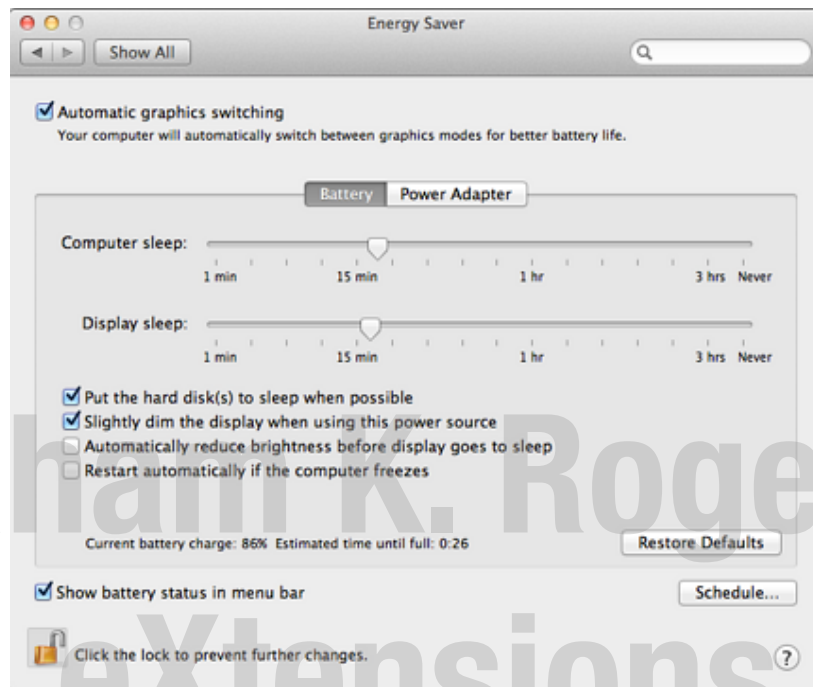 Energy Saver
Show All
Automatic graphics switching
Your computer will automatically switch between graphics modes for better battery life.
Battery Power Adapter
Computer sleep:
1 min 15 min 1 hr 3 hrs Never
Display sleep:
1 min 15 min 1 hr 3 hrs Never
Put the hard disk(s) to sleep when possible
Slightly dim the display when using this power source
Automatically reduce brightness before display goes to sleep
Restart automatically if the computer freezes
ham K. Roge
Current battery charge: 86% Estimated time until full: 0:26 Restore Defaults
Show battery status in menu bar Schedule...
Click the lock to prevent further changes. ?
eXtensions